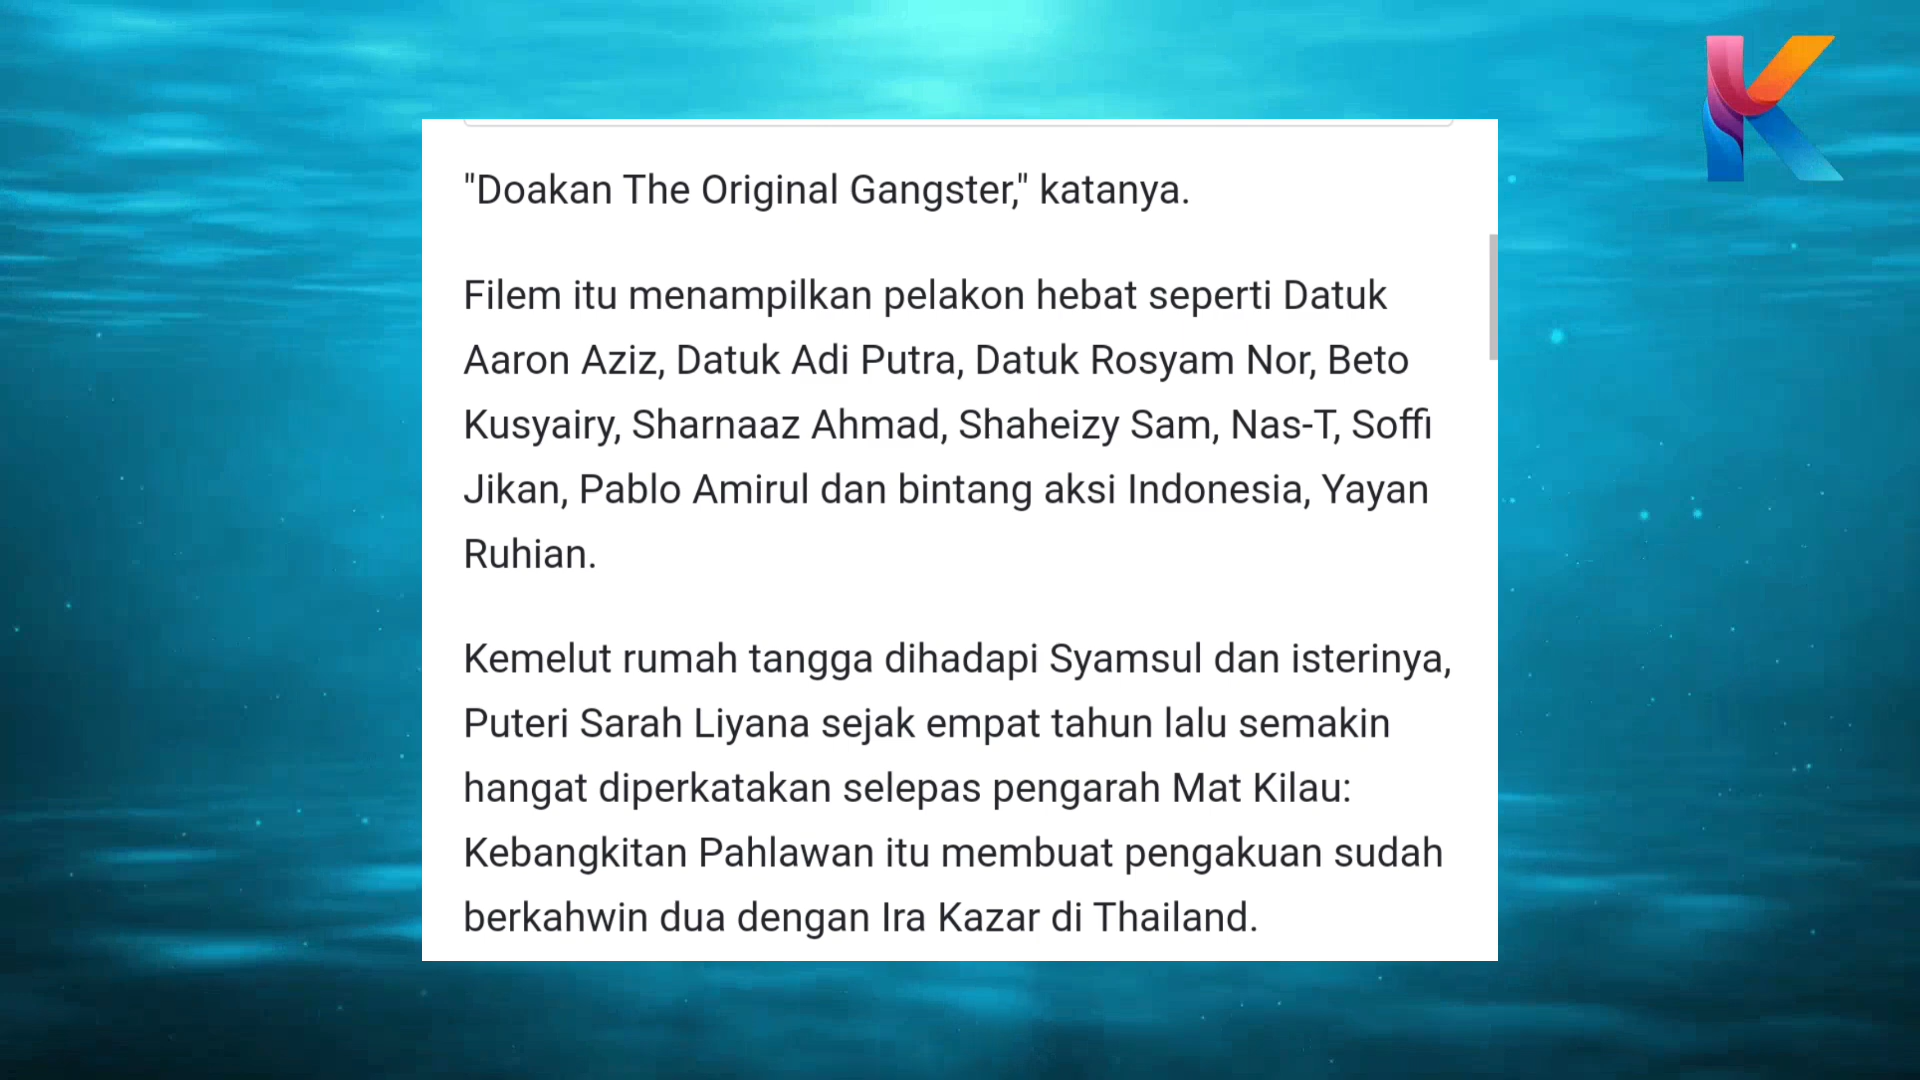 "Doakan The Original Gangster," katanya.
Filem itu menampilkan pelakon hebat seperti Datuk
Aaron Aziz, Datuk Adi Putra, Datuk Rosyam Nor, Beto
Kusyairy, Sharnaaz Ahmad, Shaheizy Sam, Nas-T, Soffi
Jikan, Pablo Amirul dan bintang aksi Indonesia, Yayan
Ruhian.
Kemelut rumah tangga dihadapi Syamsul dan isterinya,
Puteri Sarah Liyana sejak empat tahun lalu semakin
hangat diperkatakan selepas pengarah Mat Kilau:
Kebangkitan Pahlawan itu membuat pengakuan sudah
berkahwin dua dengan Ira Kazar di Thailand.
K